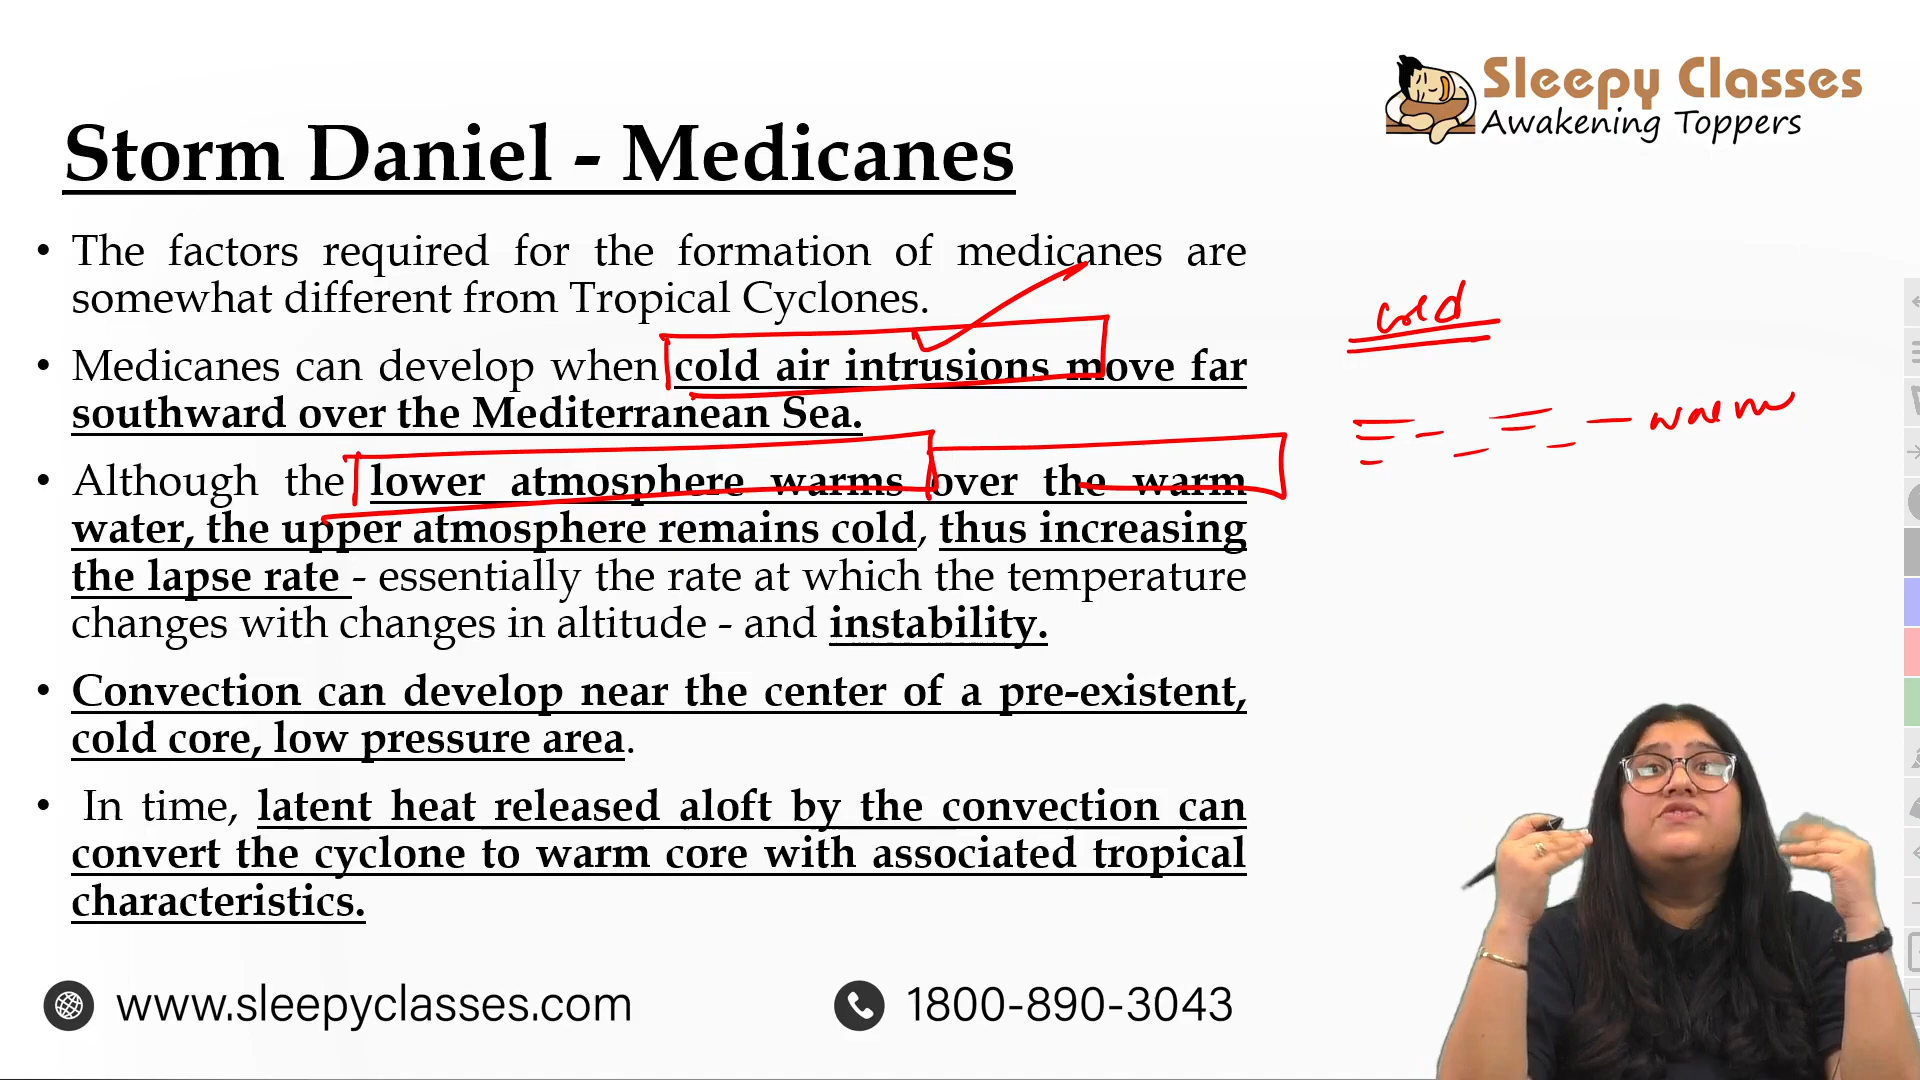 Sleepy Classes
Awakening Toppers
Storm Daniel - Medicanes
• The factors required for the formation of medicanes are
somewhat different from Tropical Cyclones.
• Medicanes can develop when cold air intrusions move far
southward over the Mediterranean Sea.
• Although the lower atmosphere warms over the warm
water, the upper atmosphere remains cold, thus increasing
the lapse rate - essentially the rate at which the temperature
changes with changes in altitude - and instability.
• Convection can develop near the center of a pre-existent,
cold core, low pressure area.
• In time, latent heat released aloft by the convection can
convert the cyclone to warm core with associated tropical
characteristics.
cold
warm
www.sleepyclasses.com
1800-890-3043